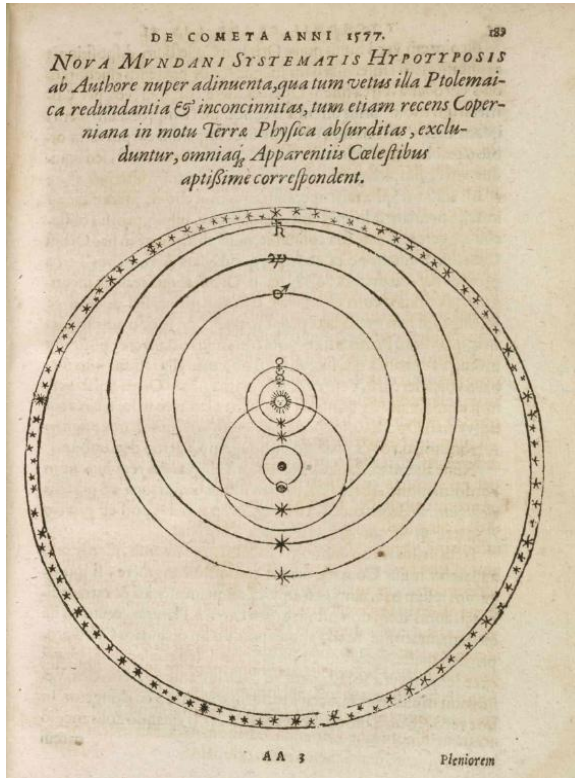 DE COMETA ANNI 1577. 189
NOVA MVNDANI SYSTEMATIS HYPOTYPOSIS
ab Authore nuper adinuenta, qua tum vetus illa Ptolemai-
ca redundantia & inconcinnitas, tum etiam recens Coper-
niana in motu Terræ Physica absurditas, exclu-
duntur, omniaq; Apparentiis Cœlestibus
aptißime correspondent.
♄
♃
♂
AA 3 Pleniorem